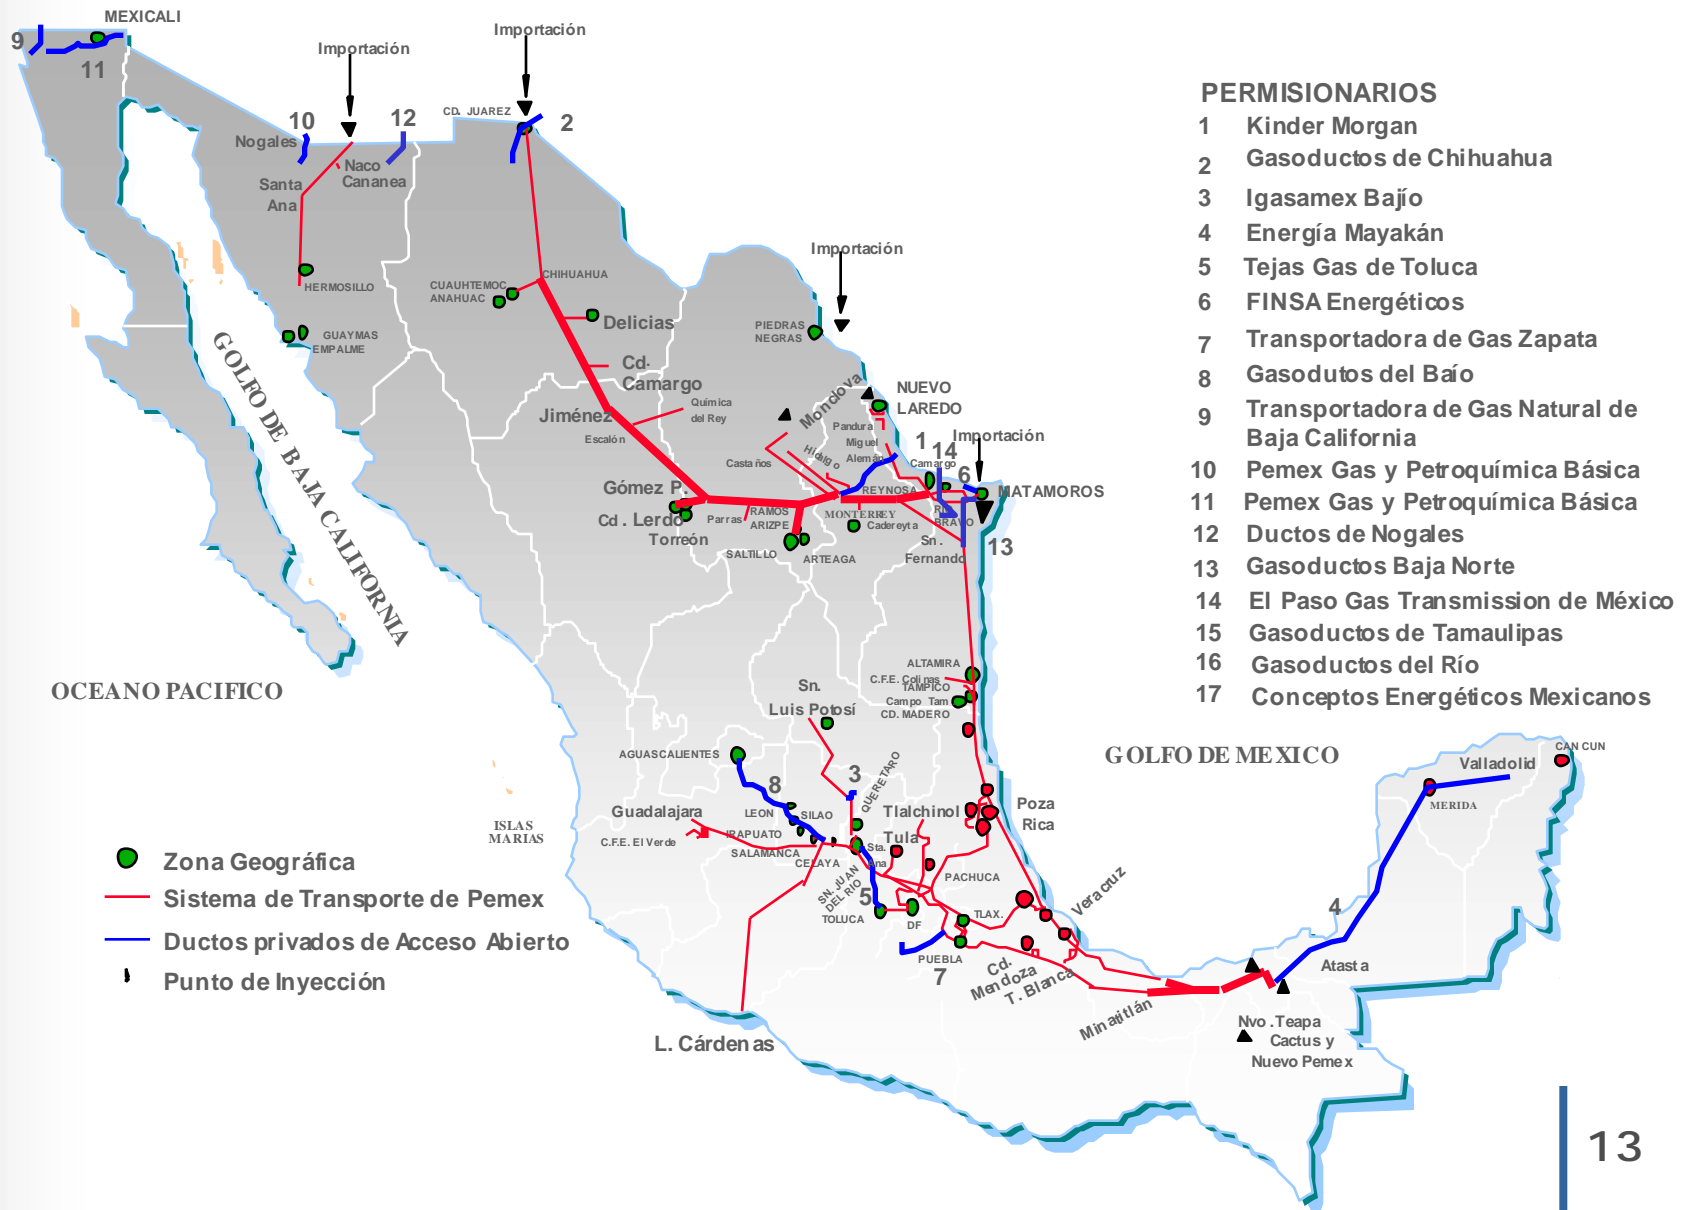 MEXICALI
9
11
Importación
Importación
CD. JUAREZ
2
10
12
Nogales
Naco
Cananea
Santa
Ana
HERMOSILLO
GUAYMAS
EMPALME
CHIHUAHUA
CUAUHTEMOC
ANAHUAC
Delicias
Cd.
Camargo
Jiménez
Química
del Rey
Escalón
Importación
PIEDRAS
NEGRAS
Monclova
NUEVO
LAREDO
Pandura
Miguel
Alemán
Hidlgo
Castaños
1
14
Importación
Camargo
6
REYNOSA
MATAMOROS
MONTERREY
Cadereyta
BRAVO
13
Sn.
Fernando
Gómez P.
Cd. Lerdo
Torreón
Parras
RAMOS
ARIZPE
SALTILLO
ARTEAGA
GOLFO DE BAJA CALIFORNIA
OCEANO PACIFICO
ALTAMIRA
C.F.E. Colinas
TAMPICO
Campo Tam
CD. MADERO
Sn.
Luis Potosí
AGUASCALIENTES
8
3
QUERETARO
LEON
SILAO
Guadalajara
C.F.E. El Verde
IRAPUATO
SALAMANCA
CELAYA
ISLAS
MARIAS
Tlalchinol
Tula
Sta.
Ana
SN. JUAN
DEL RÍO
5
TOLUCA
DF
PACHUCA
TLAX.
PUEBLA
7
Poza
Rica
Veracruz
Cd.
Mendoza
T. Blanca
Minatitlán
L. Cárdenas
GOLFO DE MEXICO
CANCUN
Valladolid
MERIDA
4
Atasta
Nvo. Teapa
Cactus y
Nuevo Pemex
PERMISIONARIOS
1 Kinder Morgan
2 Gasoductos de Chihuahua
3 Igasamex Bajío
4 Energía Mayakán
5 Tejas Gas de Toluca
6 FINSA Energéticos
7 Transportadora de Gas Zapata
8 Gasodutos del Baío
9 Transportadora de Gas Natural de
Baja California
10 Pemex Gas y Petroquímica Básica
11 Pemex Gas y Petroquímica Básica
12 Ductos de Nogales
13 Gasoductos Baja Norte
14 El Paso Gas Transmission de México
15 Gasoductos de Tamaulipas
16 Gasoductos del Río
17 Conceptos Energéticos Mexicanos
Zona Geográfica
Sistema de Transporte de Pemex
Ductos privados de Acceso Abierto
Punto de Inyección
13